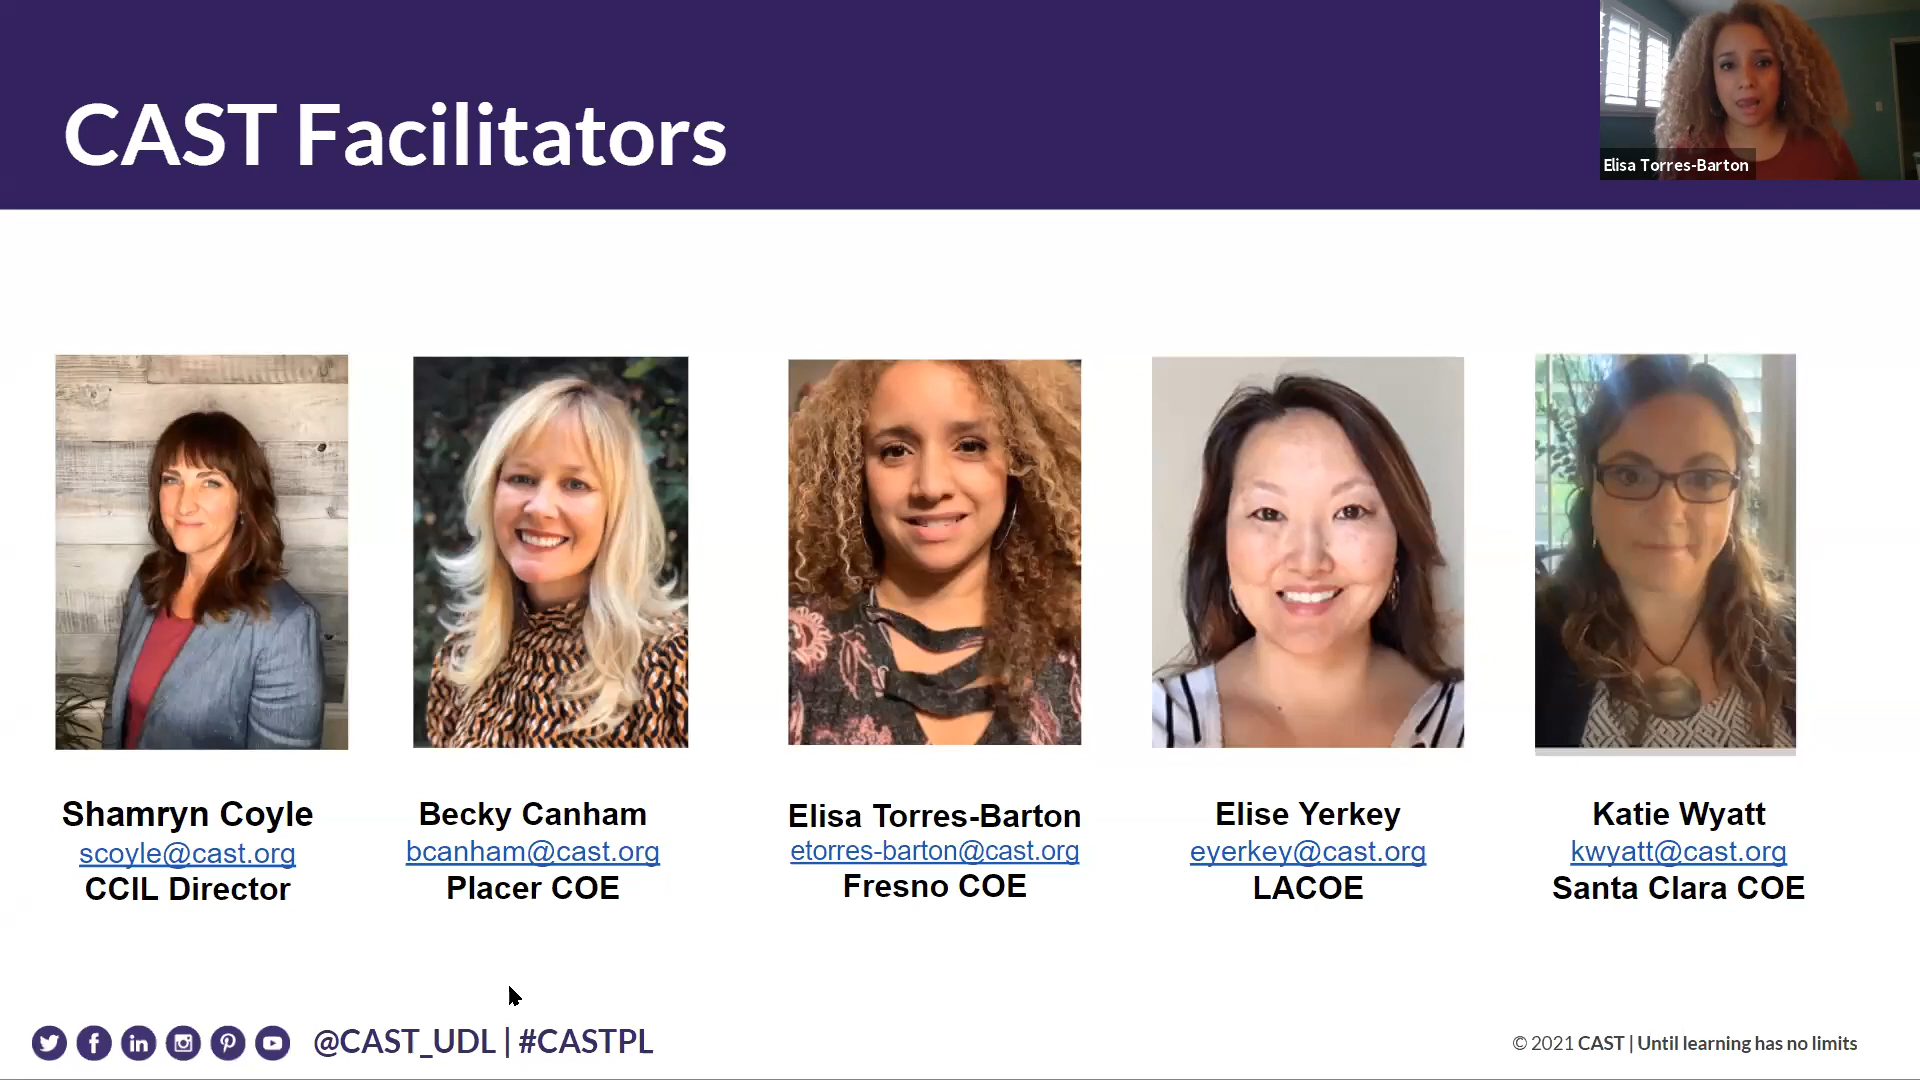 CAST Facilitators
Elisa Torres-Barton
Shamryn Coyle
scoyle@cast.org
CCIL Director
Becky Canham
bcanham@cast.org
Placer COE
Elisa Torres-Barton
etorres-barton@cast.org
Fresno COE
Elise Yerkey
eyerkey@cast.org
LACOE
Katie Wyatt
kwyatt@cast.org
Santa Clara COE
@CAST_UDL | #CASTPL
© 2021 CAST | Until learning has no limits